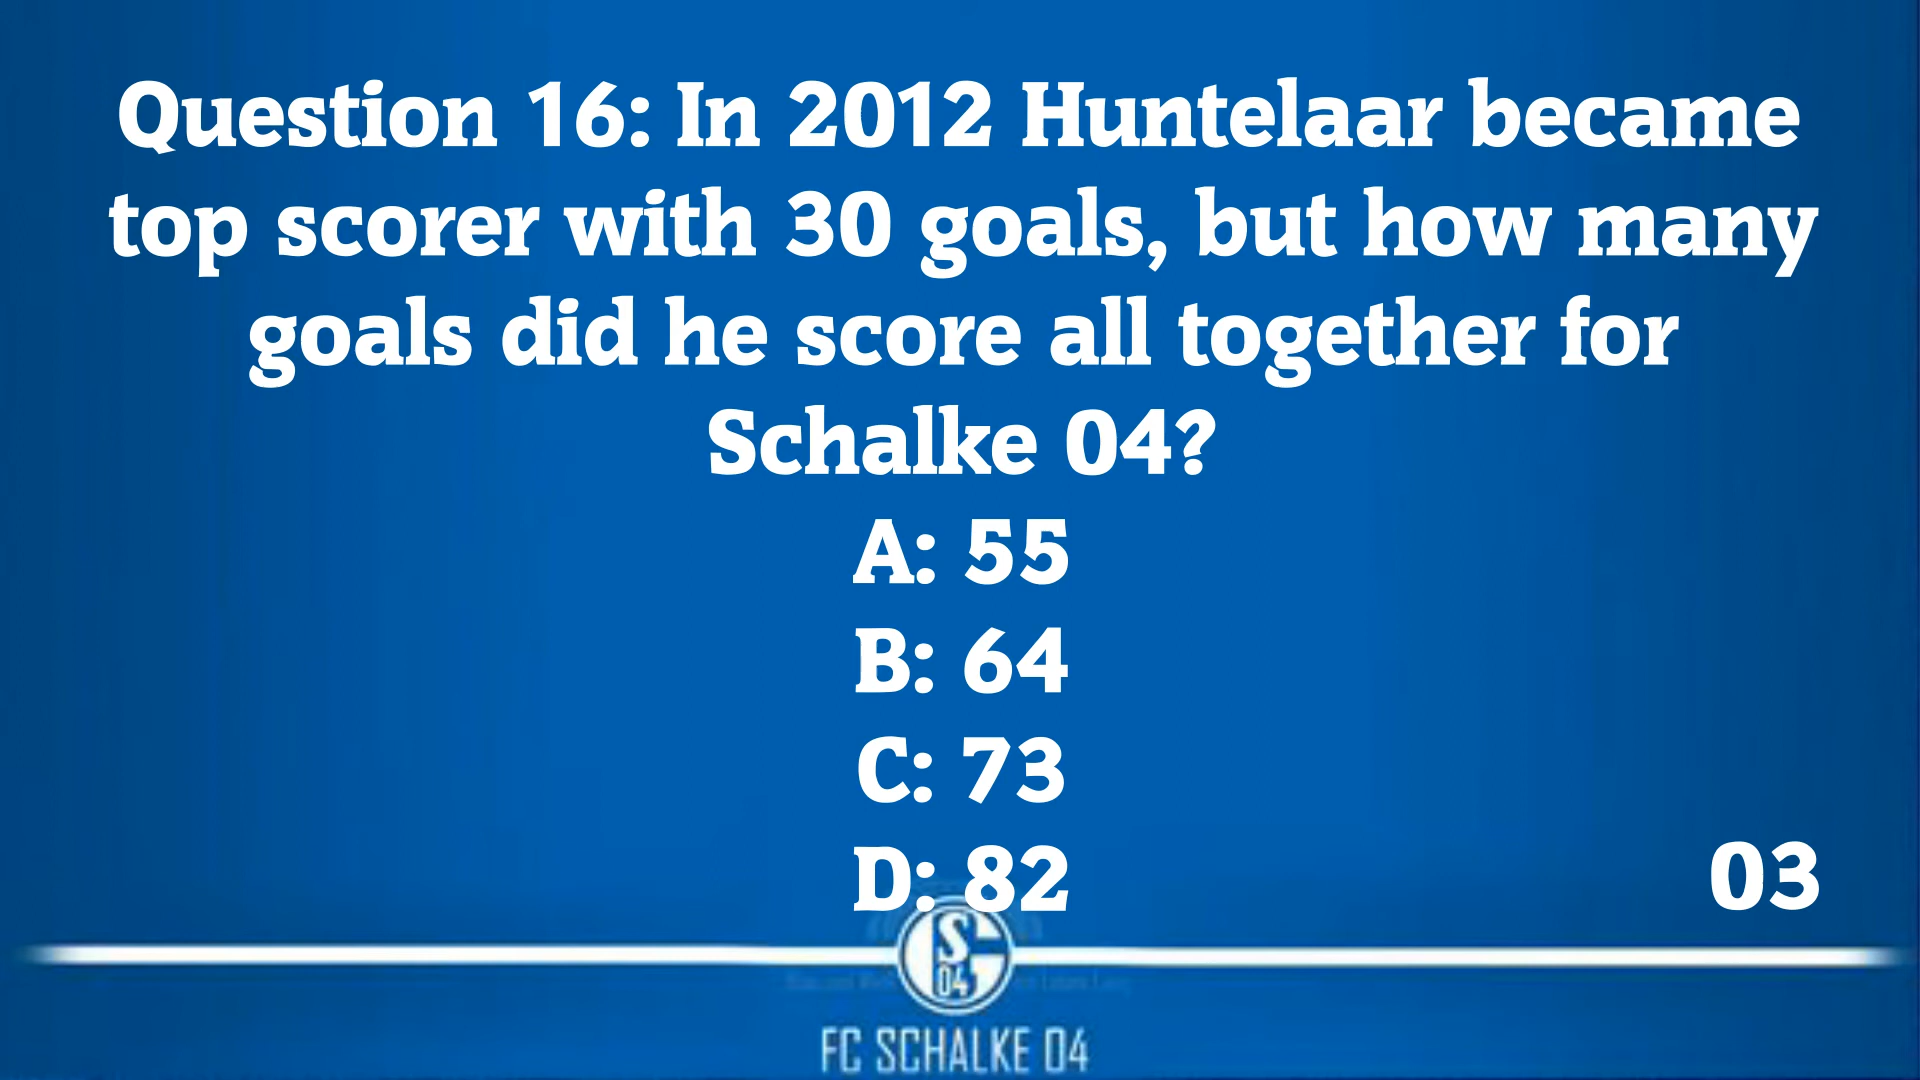 Question 16: In 2012 Huntelaar became
top scorer with 30 goals, but how many
goals did he score all together for
Schalke 04?
A: 55
B: 64
C: 73
D: 82
03
S
04
FC SCHALKE 04